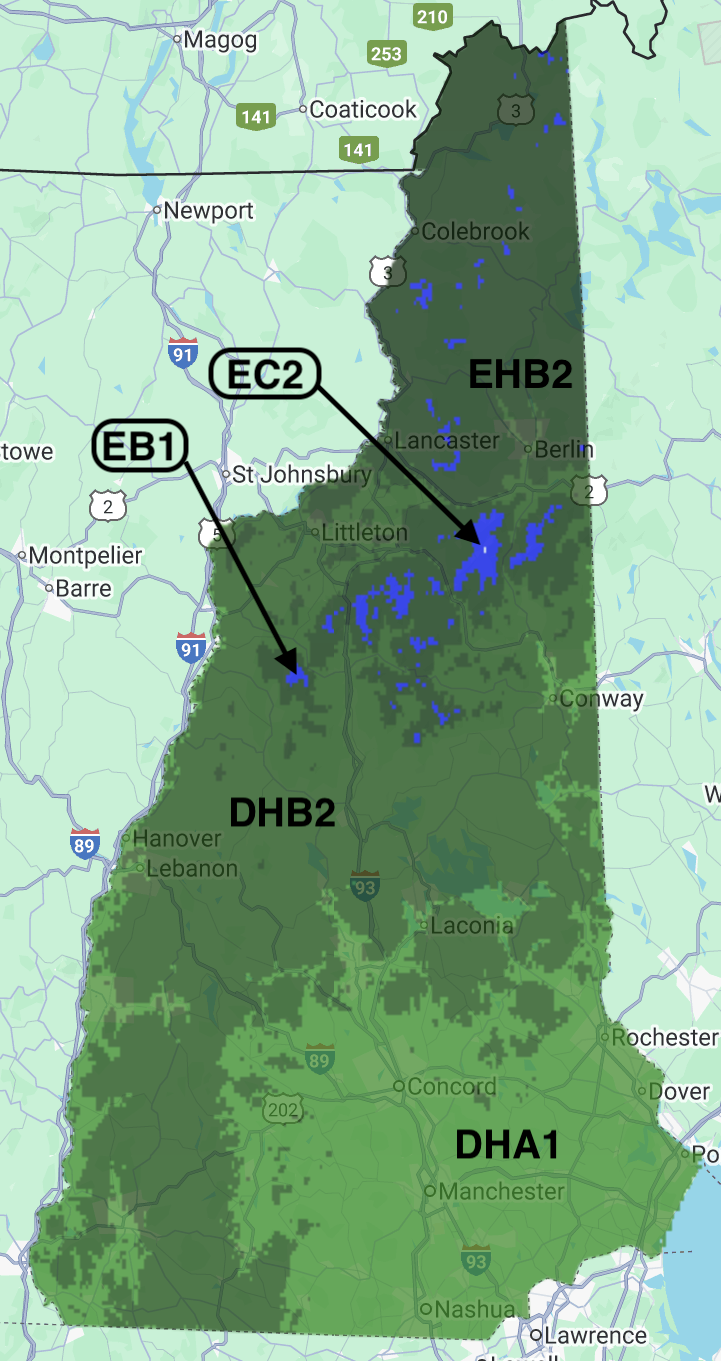 210
Magog
253
141
Coaticook
141
3
Newport
Colebrook
3
91
EC2
EHB2
EB1
Lancaster
Berlin
towe
St Johnsbury
2
2
5
Littleton
Montpelier
Barre
91
Conway
W
DHB2
89
Hanover
Lebanon
93
Laconia
89
Rochester
Concord
Dover
202
DHA1
Po
Manchester
93
Nashua
Lawrence